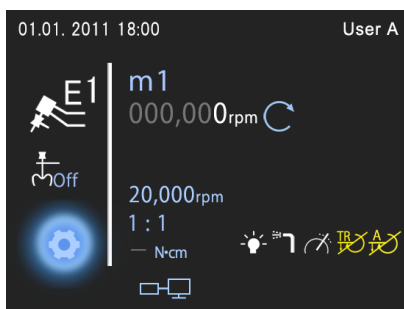 01.01. 2011 18:00 User A
E1
m1
000,000rpm
Off
20,000rpm
1 : 1
— N•cm
TR A